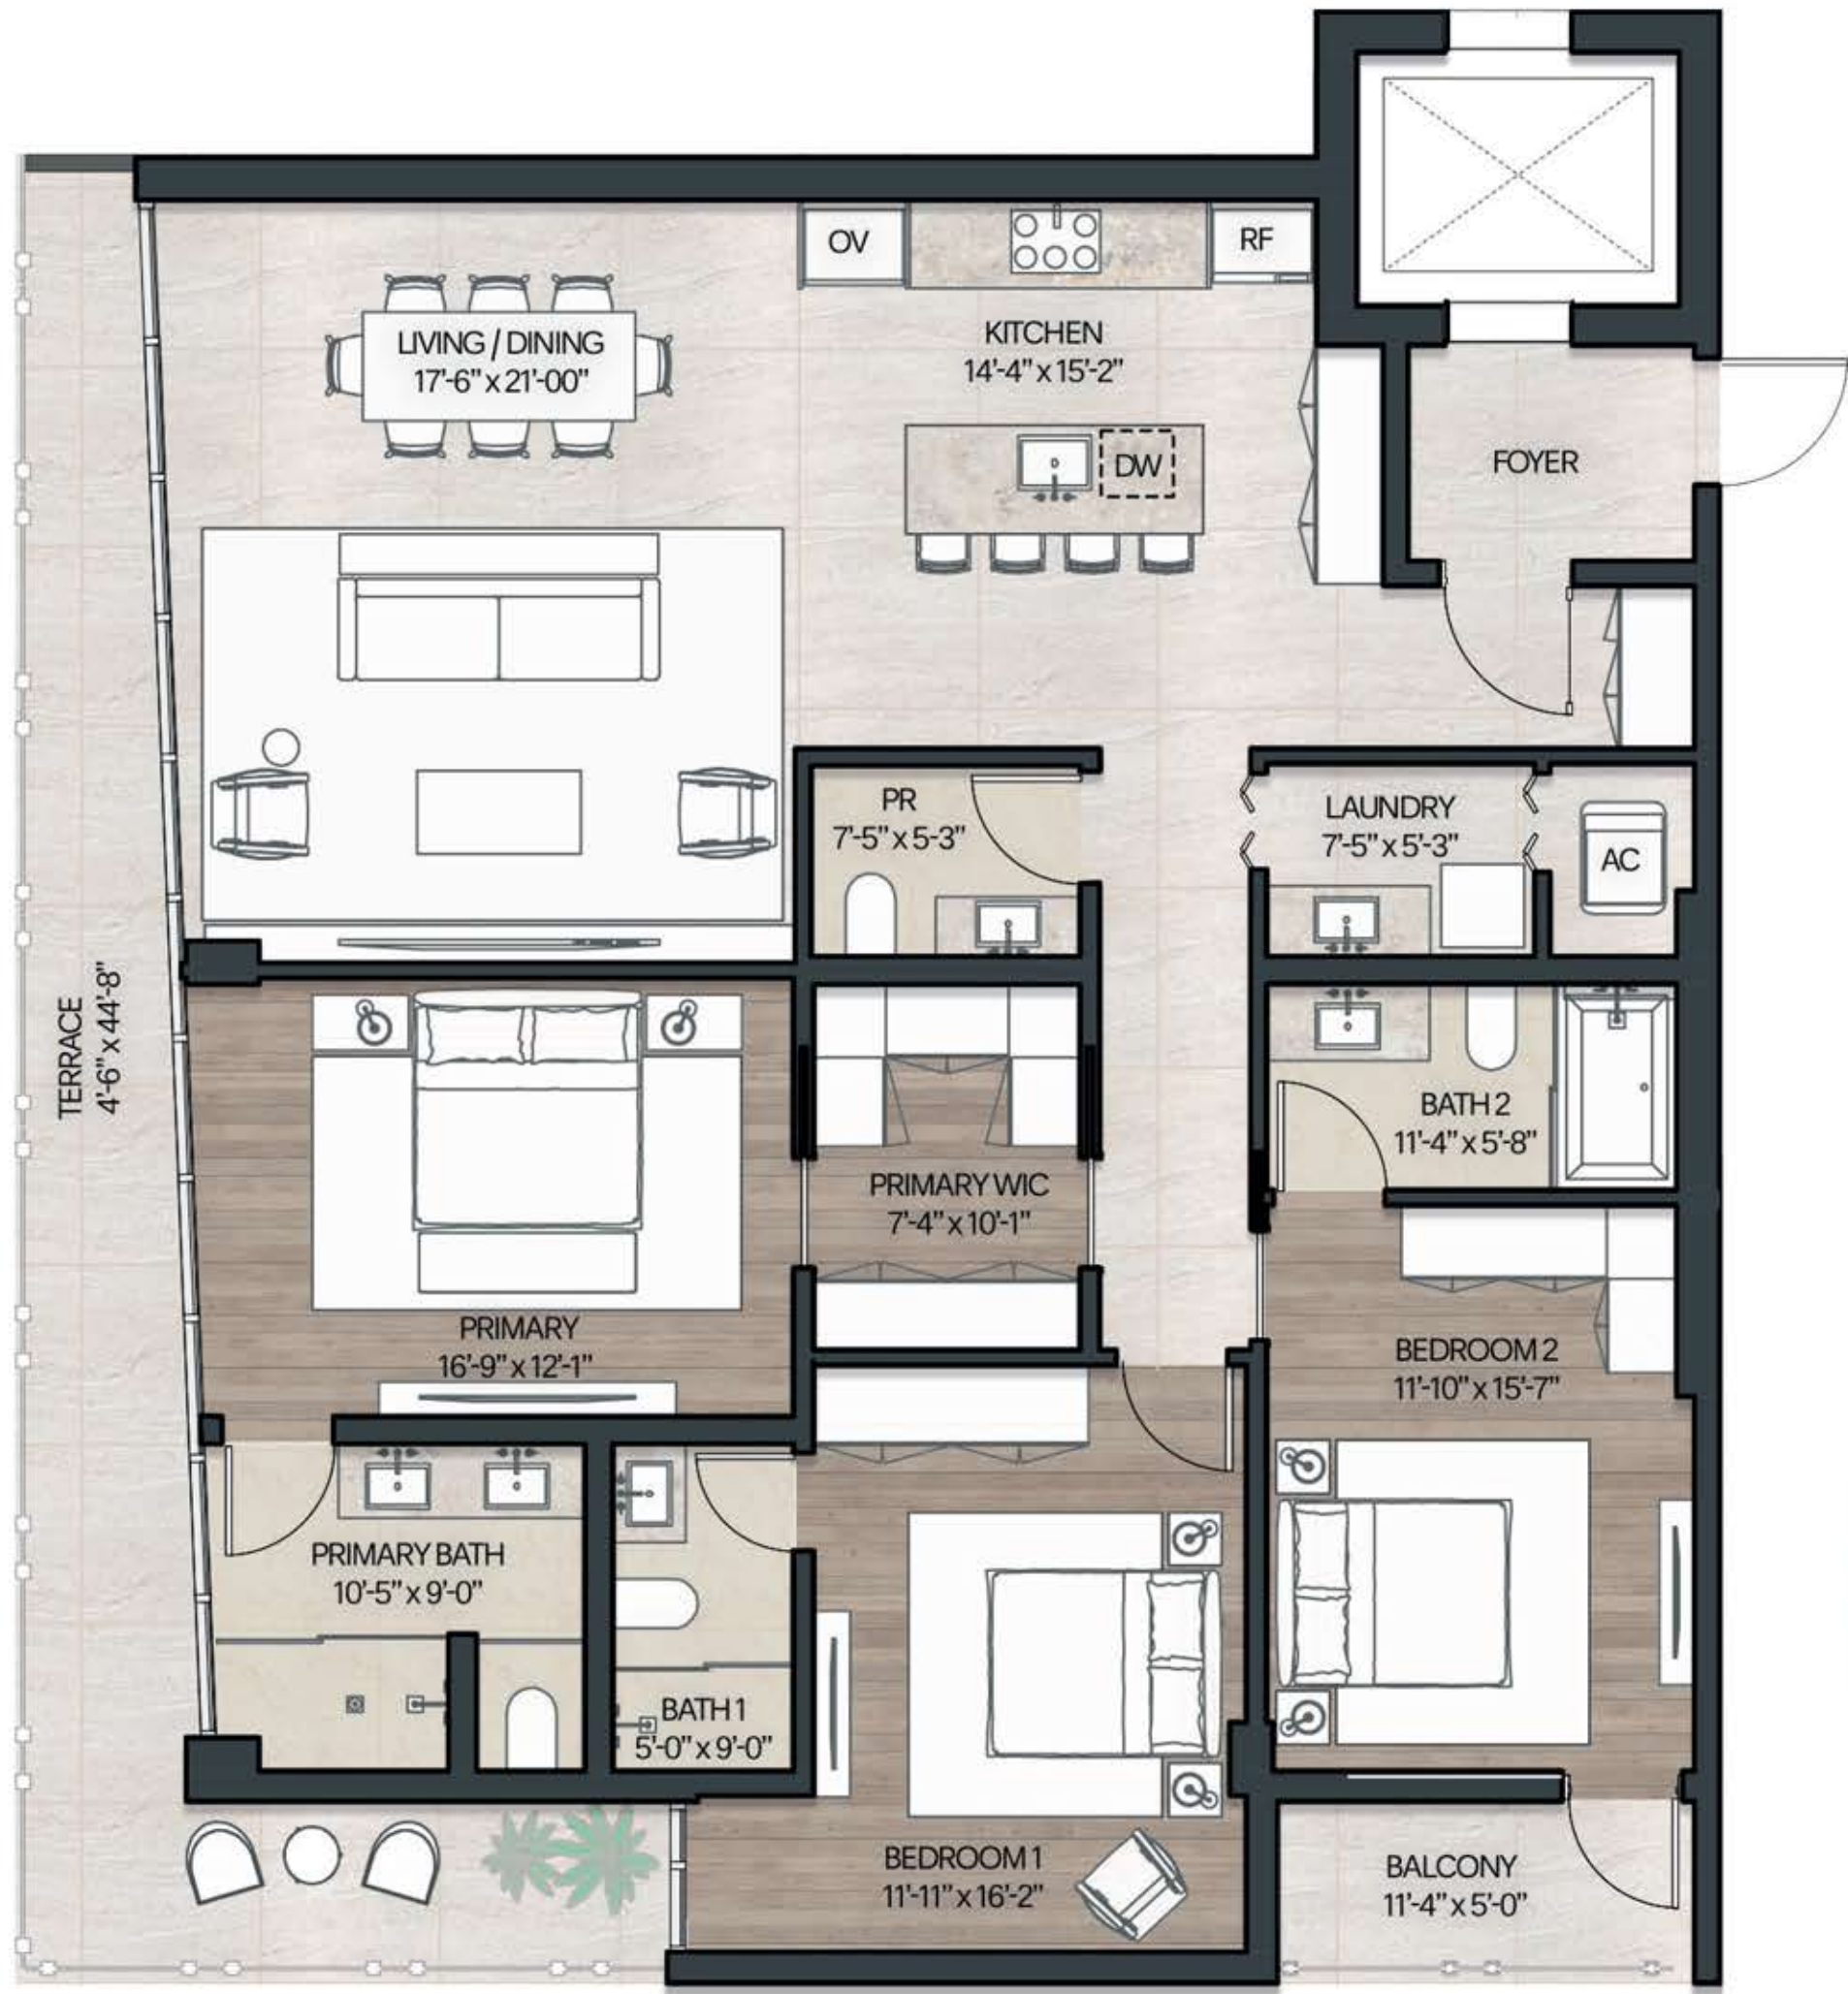 OV
RF
KITCHEN
14'-4" x 15'-2"
LIVING / DINING
17'-6" x 21'-00"
DW
FOYER
PR
7'-5" x 5-3"
LAUNDRY
7'-5" x 5'-3"
AC
TERRACE
4'-6" x 44'-8"
BATH 2
11'-4" x 5'-8"
PRIMARY WIC
7'-4" x 10'-1"
PRIMARY
16'-9" x 12'-1"
BEDROOM 2
11'-10" x 15'-7"
PRIMARY BATH
10'-5" x 9'-0"
BATH 1
5'-0" x 9'-0"
BEDROOM 1
11'-11" x 16'-2"
BALCONY
11'-4" x 5'-0"